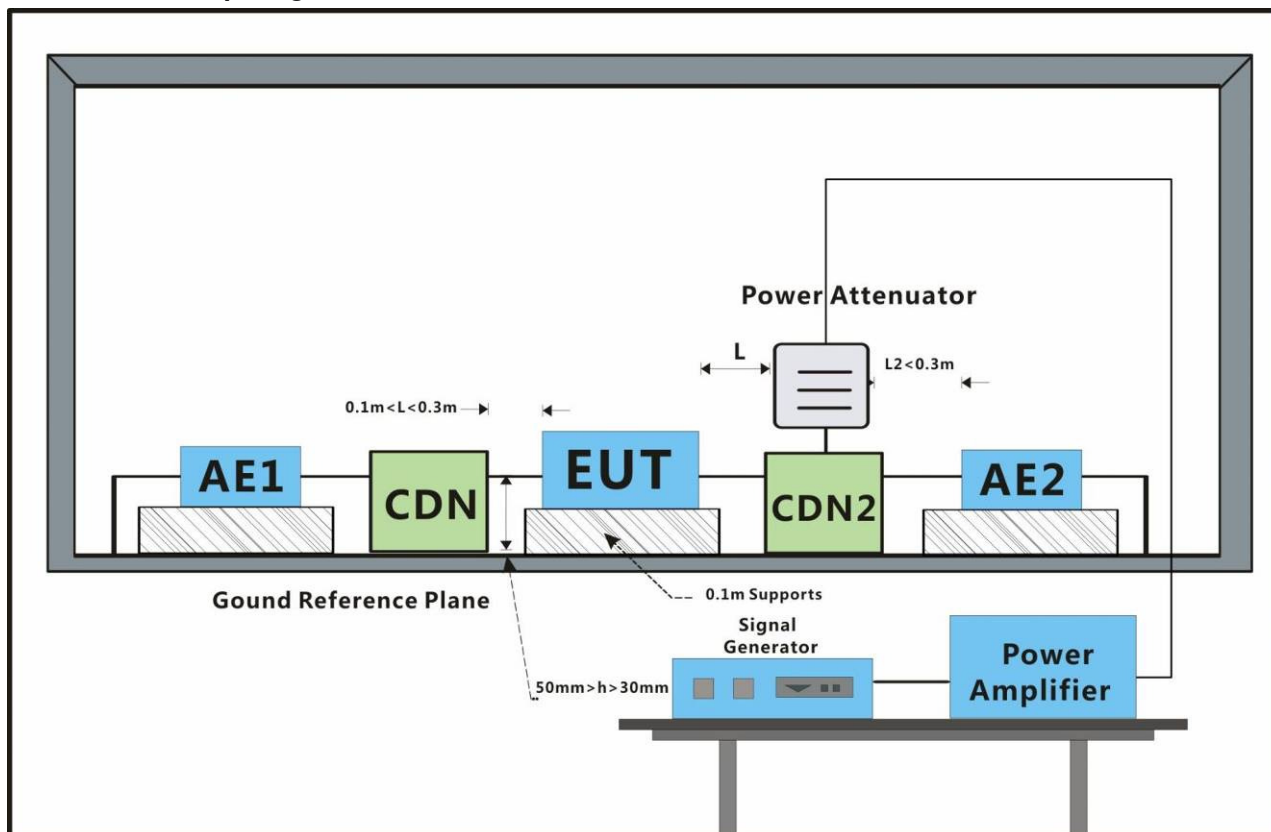 Power Attenuator
L
L2<0.3m
0.1m<L<0.3m
AE1
CDN
EUT
CDN2
AE2
Gound Reference Plane
0.1m Supports
Signal
Generator
50mm>h>30mm
Power
Amplifier